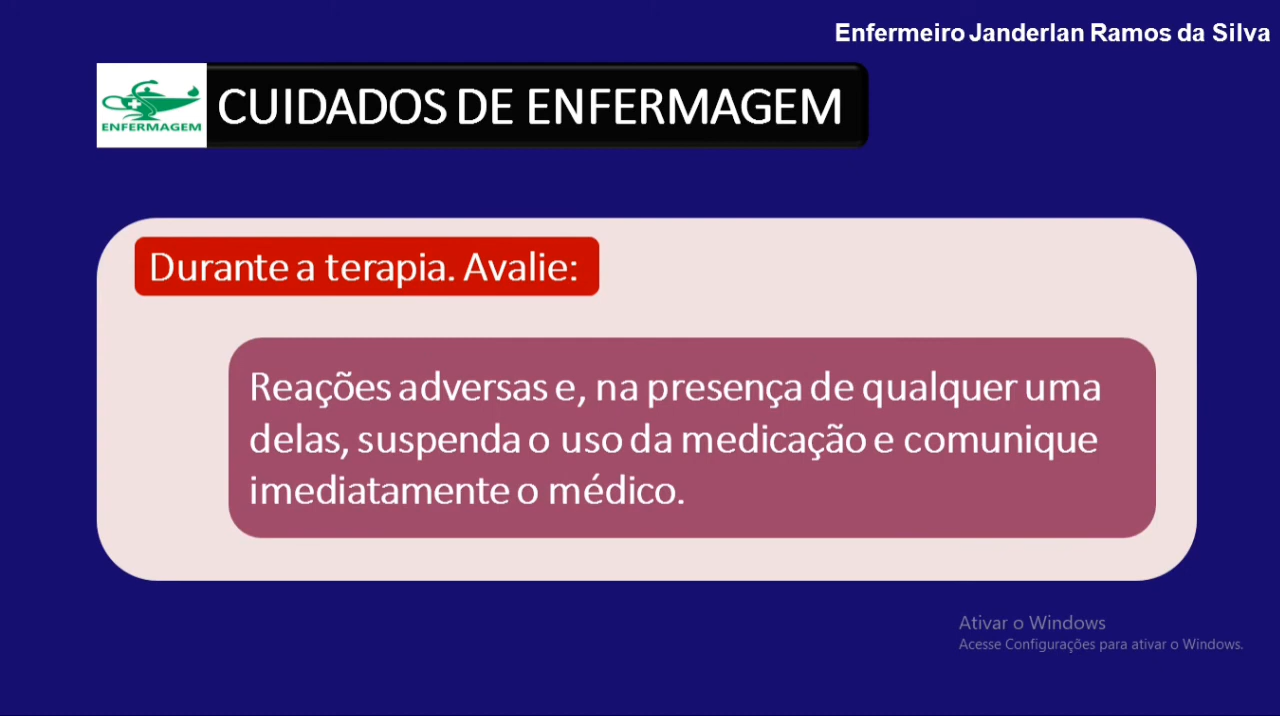 Enfermeiro Janderlan Ramos da Silva
ENFERMAGEM
CUIDADOS DE ENFERMAGEM
Durante a terapia. Avalie:
Reações adversas e, na presença de qualquer uma
delas, suspenda o uso da medicação e comunique
imediatamente o médico.
Ativar o Windows
Acesse Configurações para ativar o Windows.